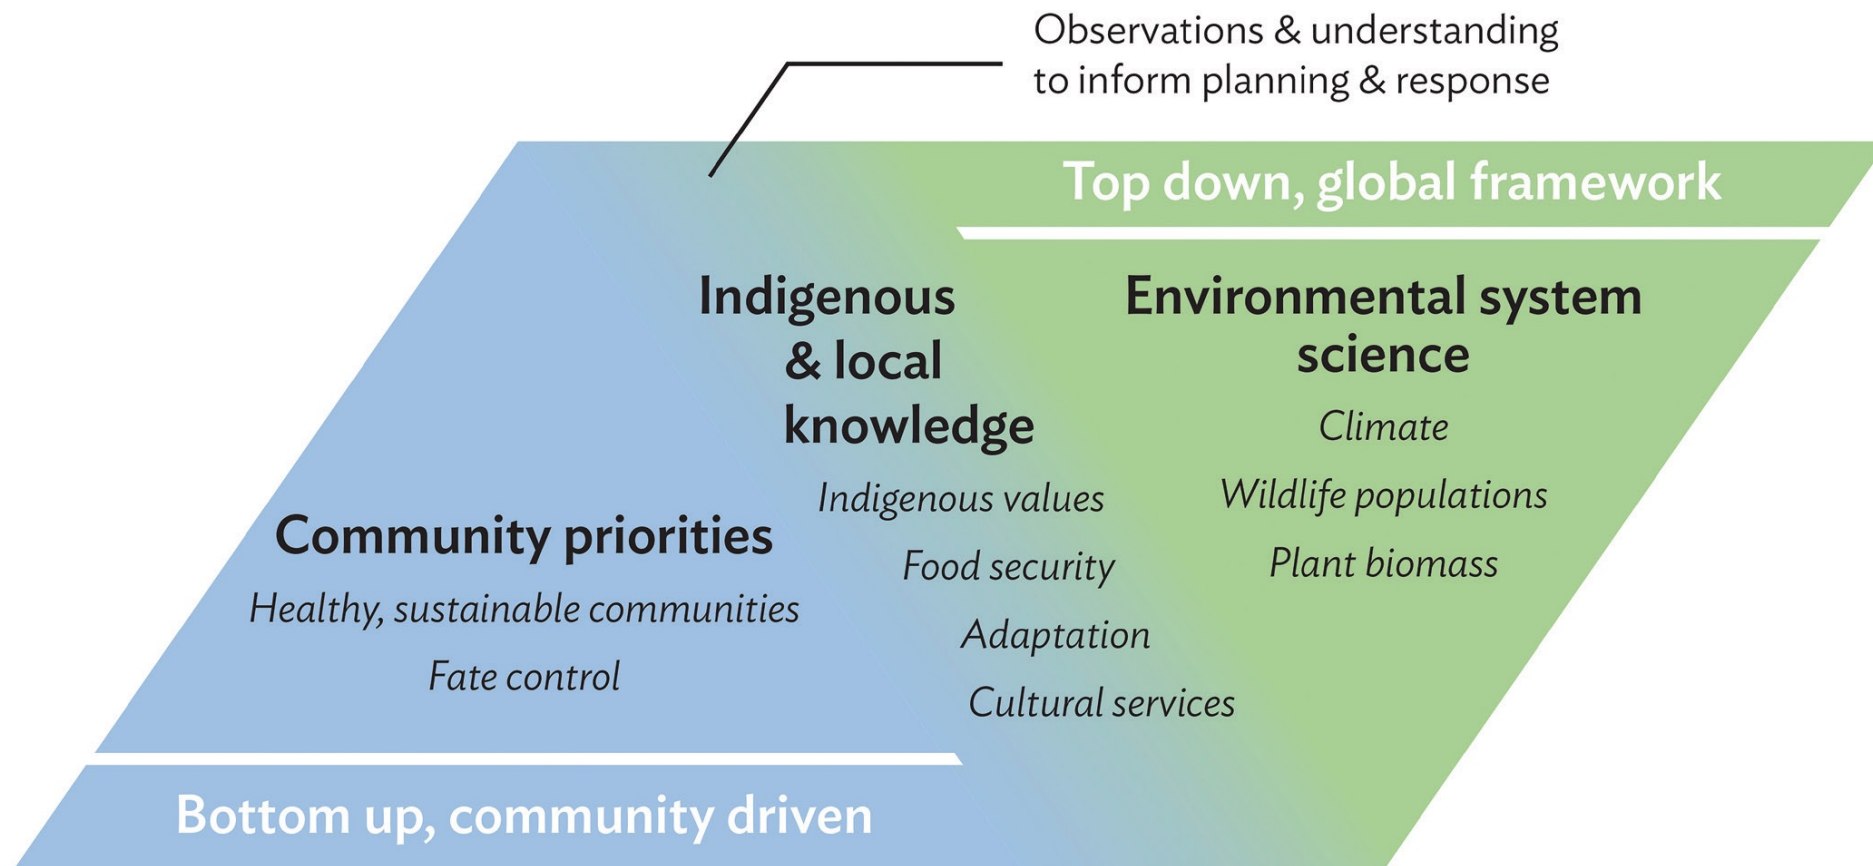 Observations & understanding
to inform planning & response
Top down, global framework
Indigenous
& local
knowledge
Indigenous values
Food security
Adaptation
Cultural services
Environmental system
science
Climate
Wildlife populations
Plant biomass
Community priorities
Healthy, sustainable communities
Fate control
Bottom up, community driven